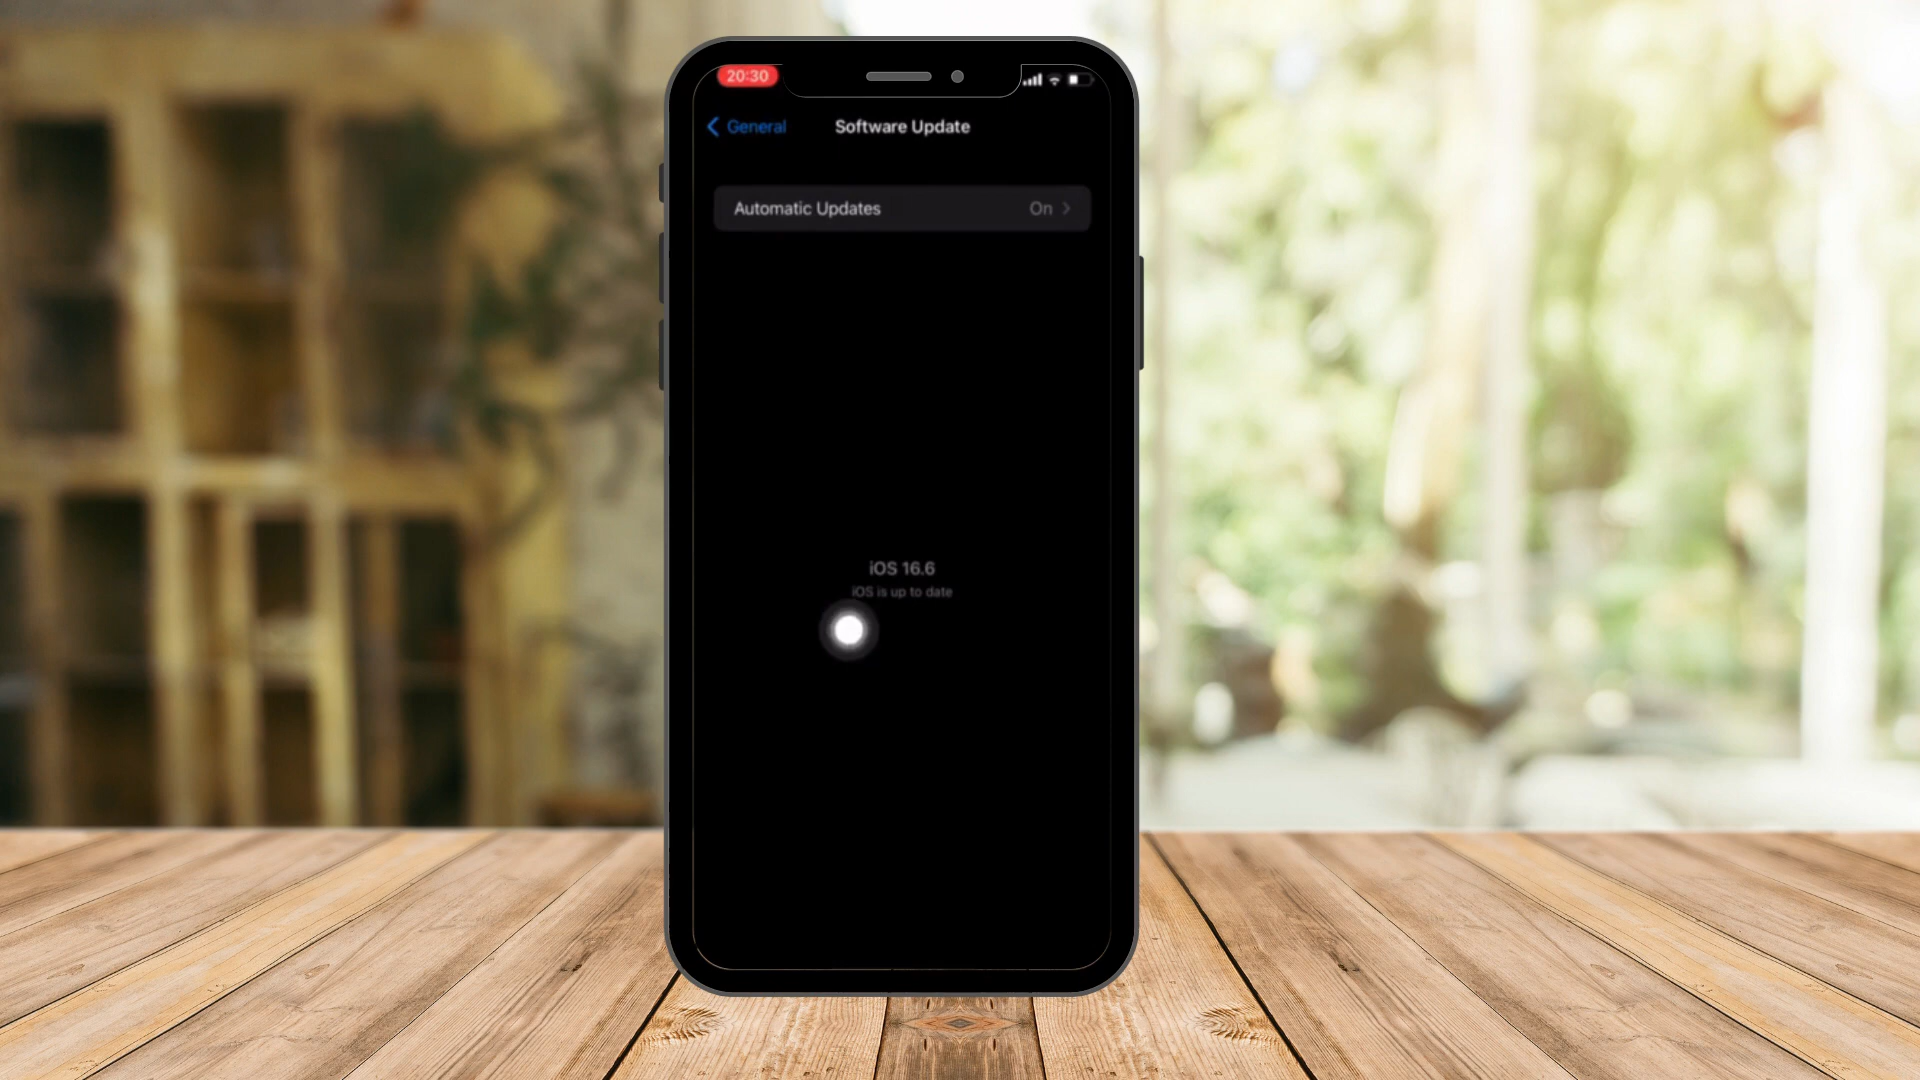 20:30
General
Software Update
Automatic Updates
On
iOS 16.6
iOS is up to date